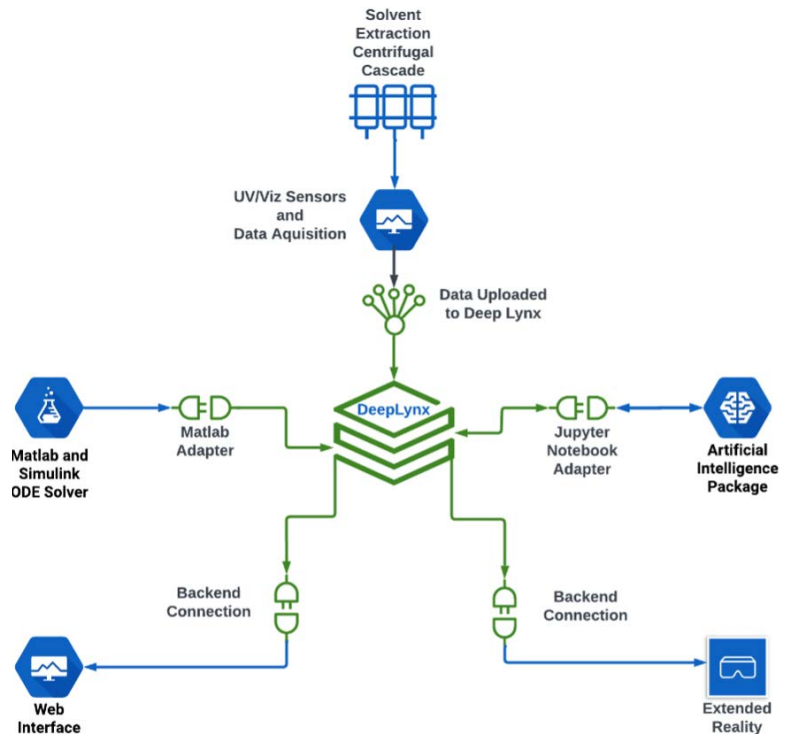 Solvent
Extraction
Centrifugal
Cascade
UV/Viz Sensors
and
Data Aquisition
Data Uploaded
to Deep Lynx
DeepLynx
Matlab and
Simulink
ODE Solver
Matlab
Adapter
Jupyter
Notebook
Adapter
Artificial
Intelligence
Package
Backend
Connection
Backend
Connection
Web
Interface
Extended
Reality